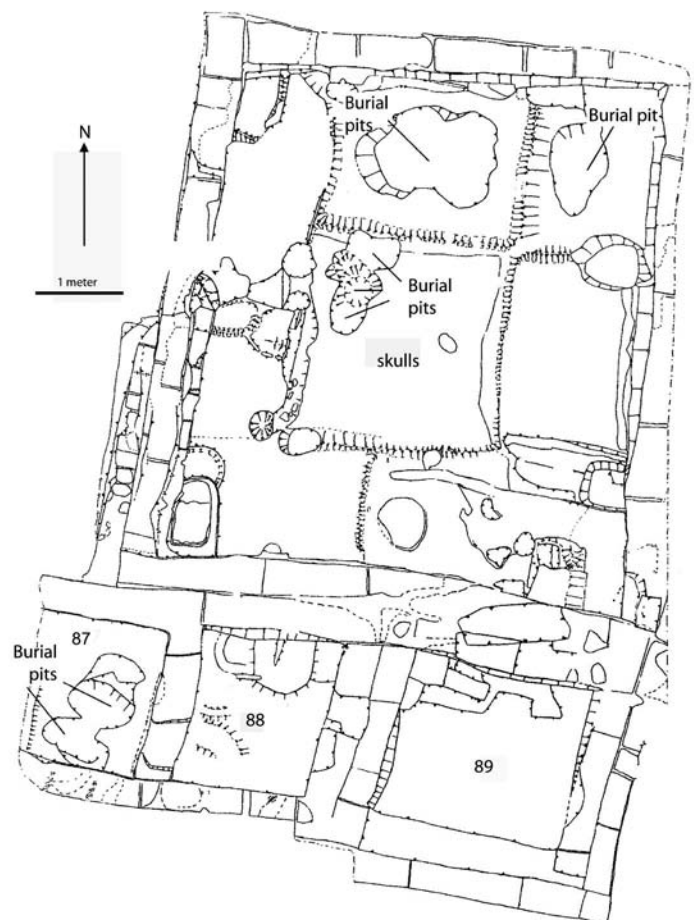 Burial
pits
Burial pit
N
1 meter
Burial
pits
skulls
87
Burial
pits
88
89